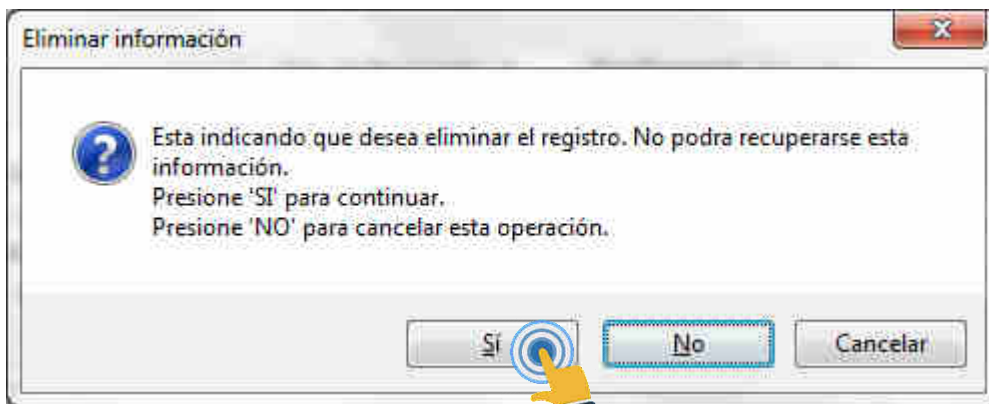 Eliminar información
Esta indicando que desea eliminar el registro. No podra recuperarse esta
información.
Presione 'SI' para continuar.
Presione 'NO' para cancelar esta operación.
Sí
No
Cancelar